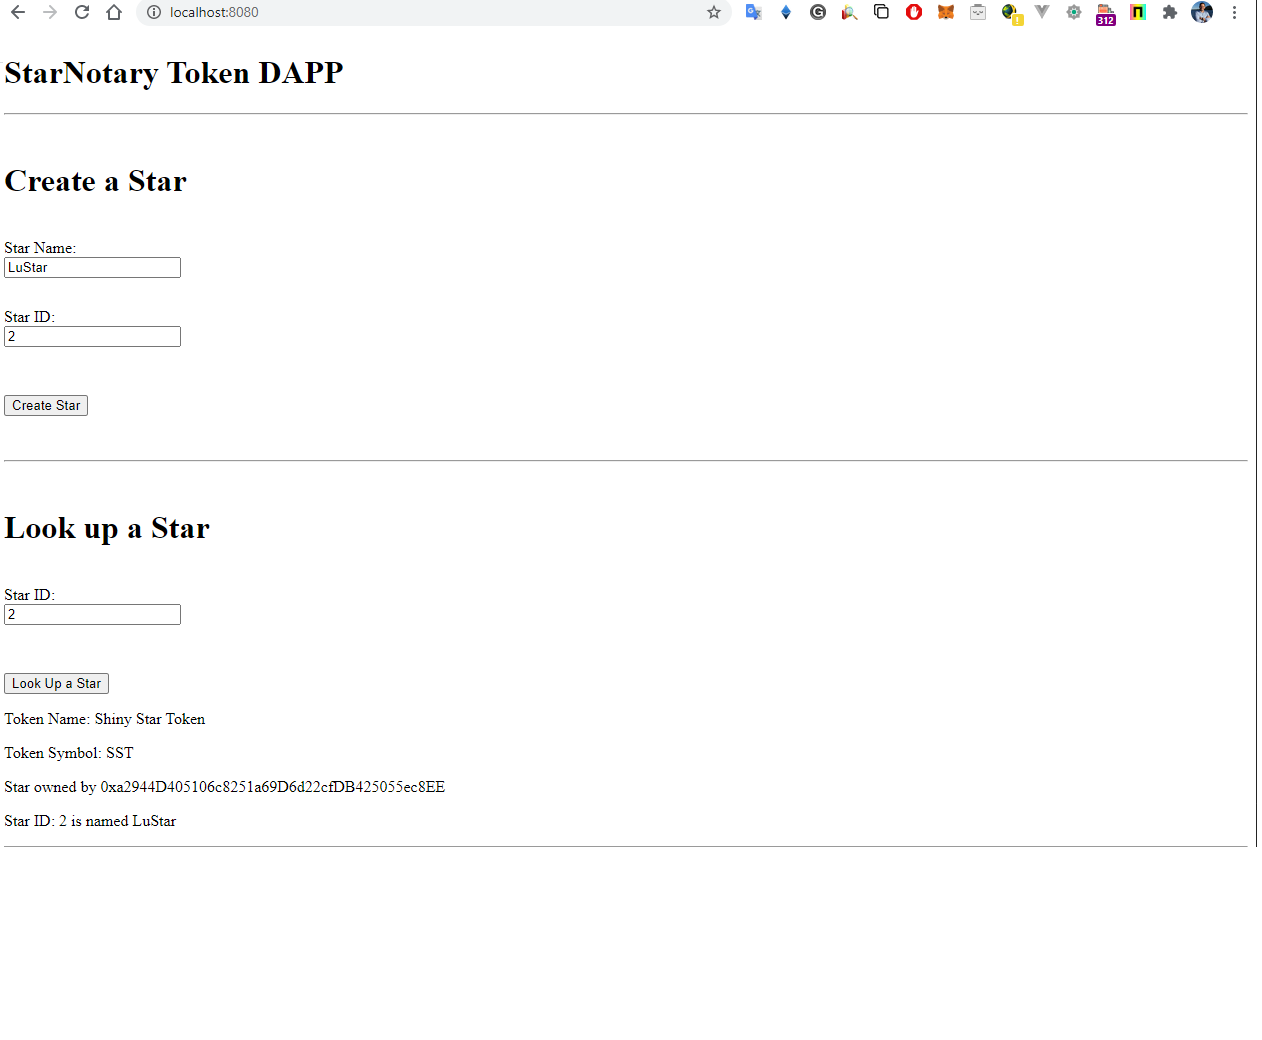 localhost:8080
312
StarNotary Token DAPP
Create a Star
Star Name:
LuStar
Star ID:
2
Create Star
Look up a Star
Star ID:
2
Look Up a Star
Token Name: Shiny Star Token
Token Symbol: SST
Star owned by 0xa2944D405106c8251a69D6d22cfDB425055ec8EE
Star ID: 2 is named LuStar